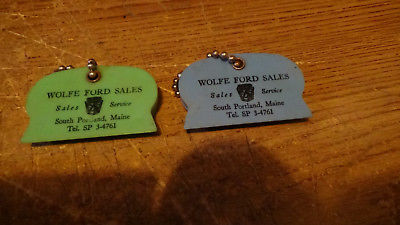 WOLFE FORD SALES
Sales Service
South Portland, Maine
Tel. SP 3-4761
WOLFE FORD SALES
Sales Service
South Portland, Maine
Tel. SP 3-4761